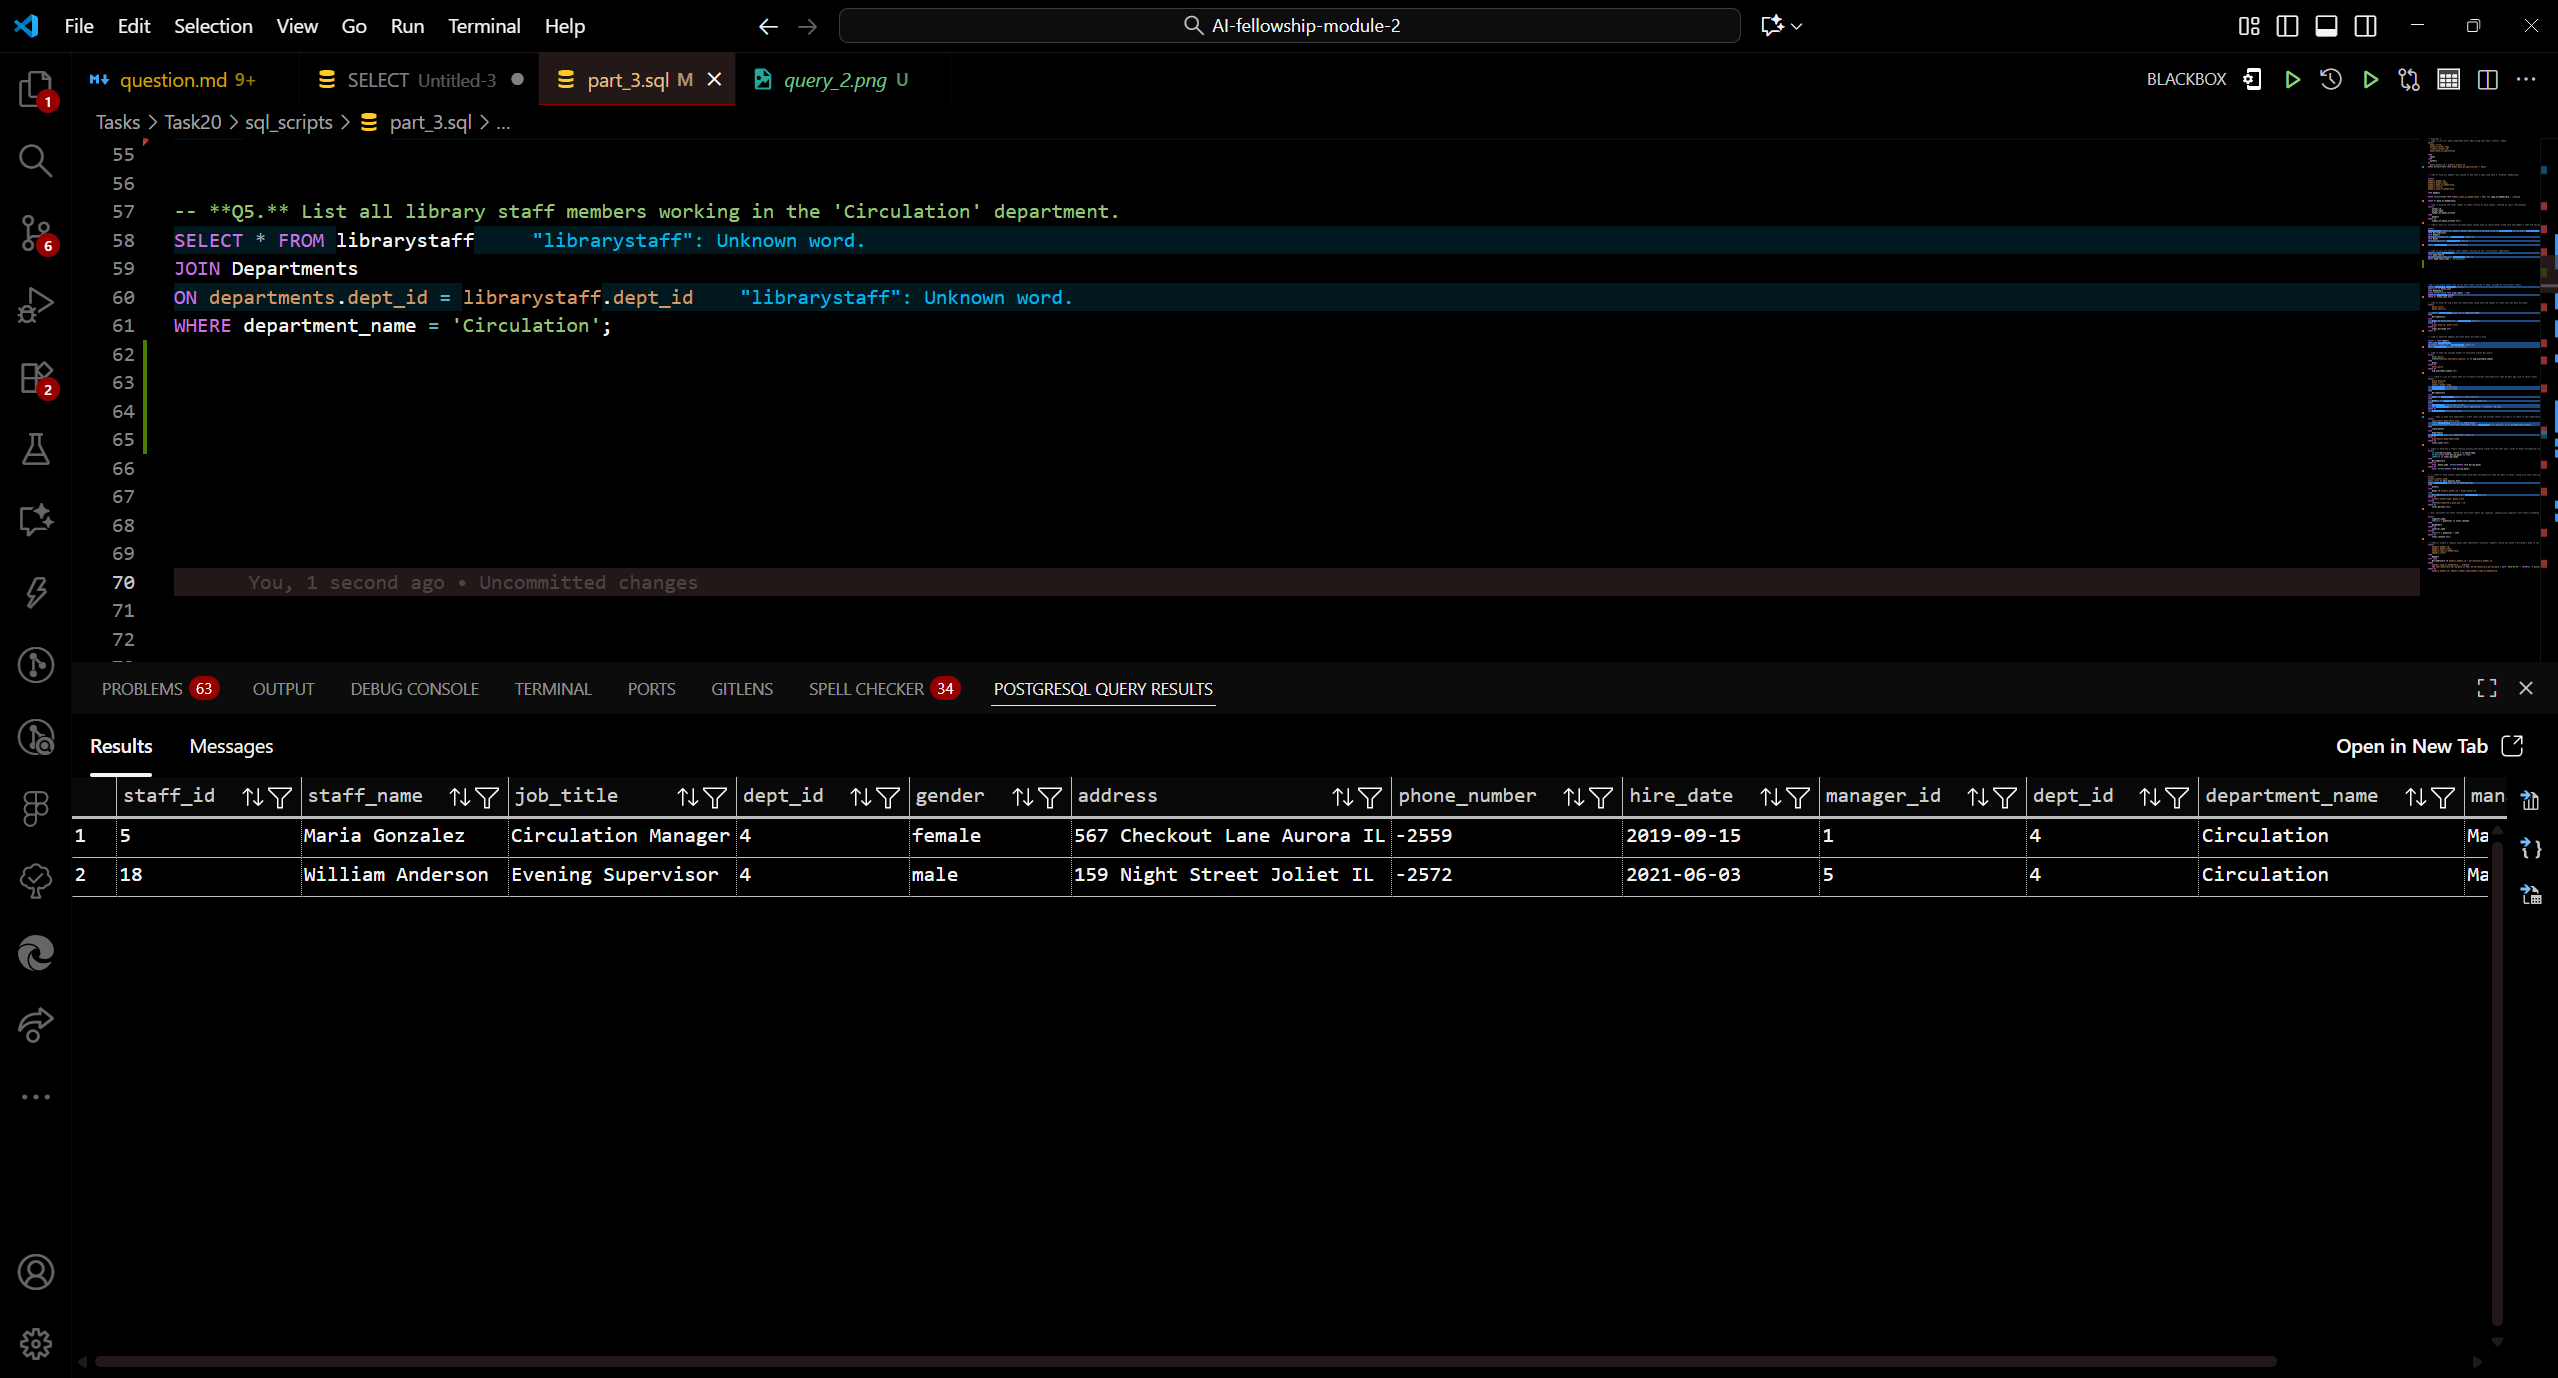 File Edit Selection View Go Run Terminal Help
AI-fellowship-module-2
question.md 9+
SELECT Untitled-3
part_3.sql M
query_2.png U
BLACKBOX
Tasks > Task20 > sql_scripts > part_3.sql > ...
1
6
2
55
56
57 -- **Q5.** List all library staff members working in the 'Circulation' department.
58 SELECT * FROM librarystaff "librarystaff": Unknown word.
59 JOIN Departments
60 ON departments.dept_id = librarystaff.dept_id "librarystaff": Unknown word.
61 WHERE department_name = 'Circulation';
62
63
64
65
66
67
68
69
70 You, 1 second ago • Uncommitted changes
71
72
PROBLEMS 63 OUTPUT DEBUG CONSOLE TERMINAL PORTS GITLENS SPELL CHECKER 34 POSTGRESQL QUERY RESULTS
Results Messages
Open in New Tab
staff_id staff_name job_title dept_id gender address phone_number hire_date manager_id dept_id department_name man
1 5 Maria Gonzalez Circulation Manager 4 female 567 Checkout Lane Aurora IL -2559 2019-09-15 1 4 Circulation Ma
2 18 William Anderson Evening Supervisor 4 male 159 Night Street Joliet IL -2572 2021-06-03 5 4 Circulation Ma